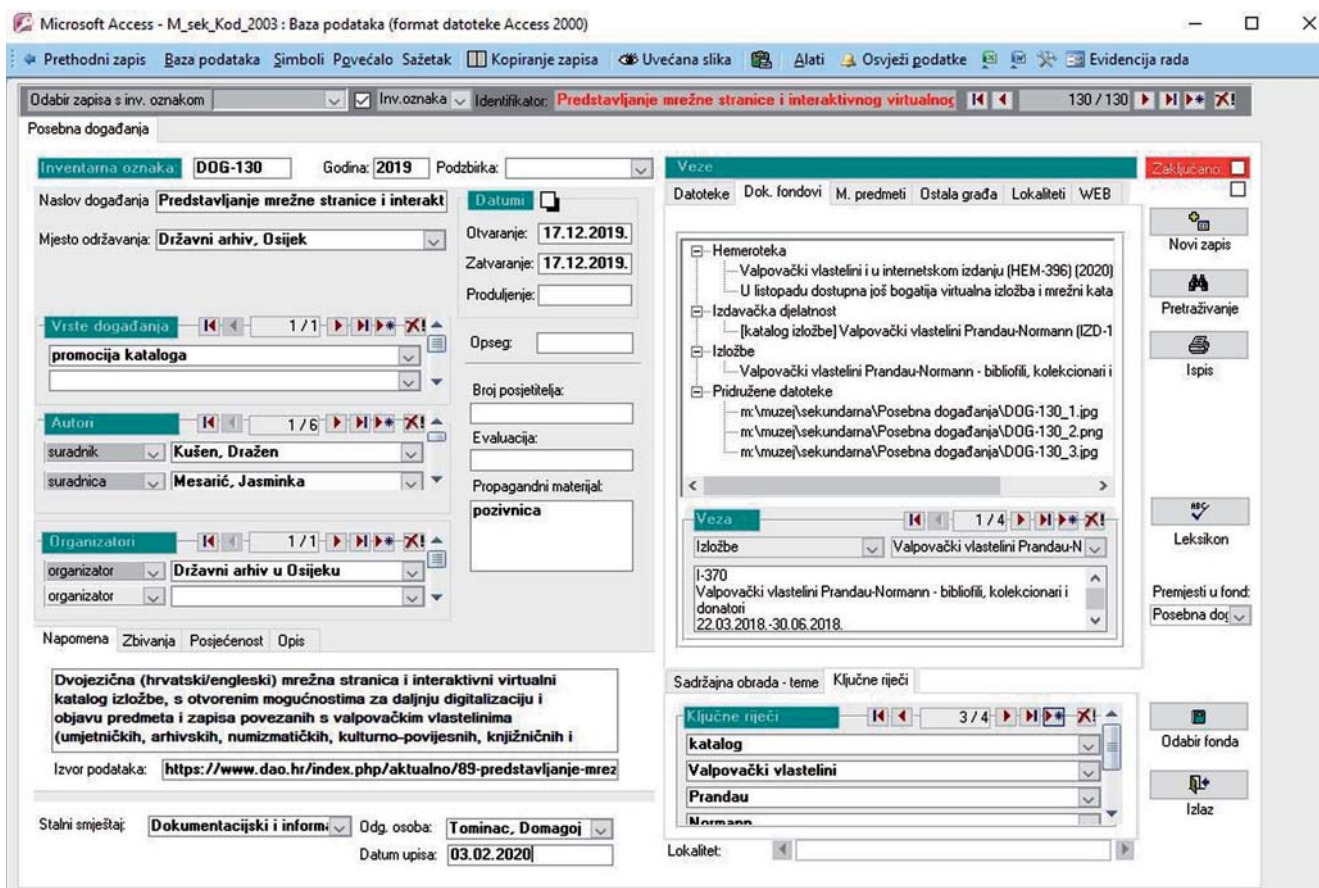 Microsoft Access - M_sek_Kod_2003 : Baza podataka (format datoteke Access 2000)
Prethodni zapis Baza podataka Simboli Povećalo Sažetak Kopiranje zapisa Uvećana slika Alati Osvježi podatke Evidencija rada
Odabir zapisa s inv. oznakom Inv.oznaka Identifikator: Predstavljanje mrežne stranice i interaktivnog virtualnog 130 / 130
Posebna događanja
Inventarna oznaka: DOG-130 Godina: 2019 Podzbirka:
Naslov događanja Predstavljanje mrežne stranice i interakt
Mjesto održavanja: Državni arhiv, Osijek
Datumi
Otvaranje: 17.12.2019.
Zatvaranje: 17.12.2019.
Produljenje:
Opseg:
Vrste događanja 1 / 1
promocija kataloga
Autori 1 / 6
suradnik Kušen, Dražen
suradnica Mesarić, Jasminka
Organizatori 1 / 1
organizator Državni arhiv u Osijeku
organizator
Broj posjetitelja:
Evaluacija:
Propagandni materijal:
pozivnica
Napomena Zbivanja Posjećenost Opis
Dvojezična (hrvatski/engleski) mrežna stranica i interaktivni virtualni
katalog izložbe, s otvorenim mogućnostima za daljnju digitalizaciju i
objavu predmeta i zapisa povezanih s valpovačkim vlastelinima
(umjetničkih, arhivskih, numizmatičkih, kulturno-povijesnih, knjižničnih i
Izvor podataka: https://www.dao.hr/index.php/aktualno/89-predstavljanje-mrez
Stalni smještaj: Dokumentacijski i informa Odg. osoba: Tominac, Domagoj
Datum upisa: 03.02.2020
Veze
Datoteke Dok. fondovi M. predmeti Ostala građa Lokaliteti WEB
Hemeroteka
Valpovački vlastelini i u internetskom izdanju (HEM-396) (2020)
U listopadu dostupna još bogatija virtualna izložba i mrežni kata
Izdavačka djelatnost
[katalog izložbe] Valpovački vlastelini Prandau-Normann (IZD-1
Izložbe
Valpovački vlastelini Prandau-Normann - bibliofili, kolekcionari i
Pridružene datoteke
m:\muzej\sekundarna\Posebna događanja\DOG-130_1.jpg
m:\muzej\sekundarna\Posebna događanja\DOG-130_2.png
m:\muzej\sekundarna\Posebna događanja\DOG-130_3.jpg
Veza 1 / 4
Izložbe Valpovački vlastelini Prandau-N
I-370
Valpovački vlastelini Prandau-Normann - bibliofili, kolekcionari i
donatori
22.03.2018.-30.06.2018.
Sadržajna obrada - teme Ključne riječi
Ključne riječi 3 / 4
katalog
Valpovački vlastelini
Prandau
Normann
Lokalitet:
Zaključano:
Novi zapis
Pretraživanje
Ispis
ABC
Leksikon
Premjesti u fond:
Posebna dog
Odabir fonda
Izlaz